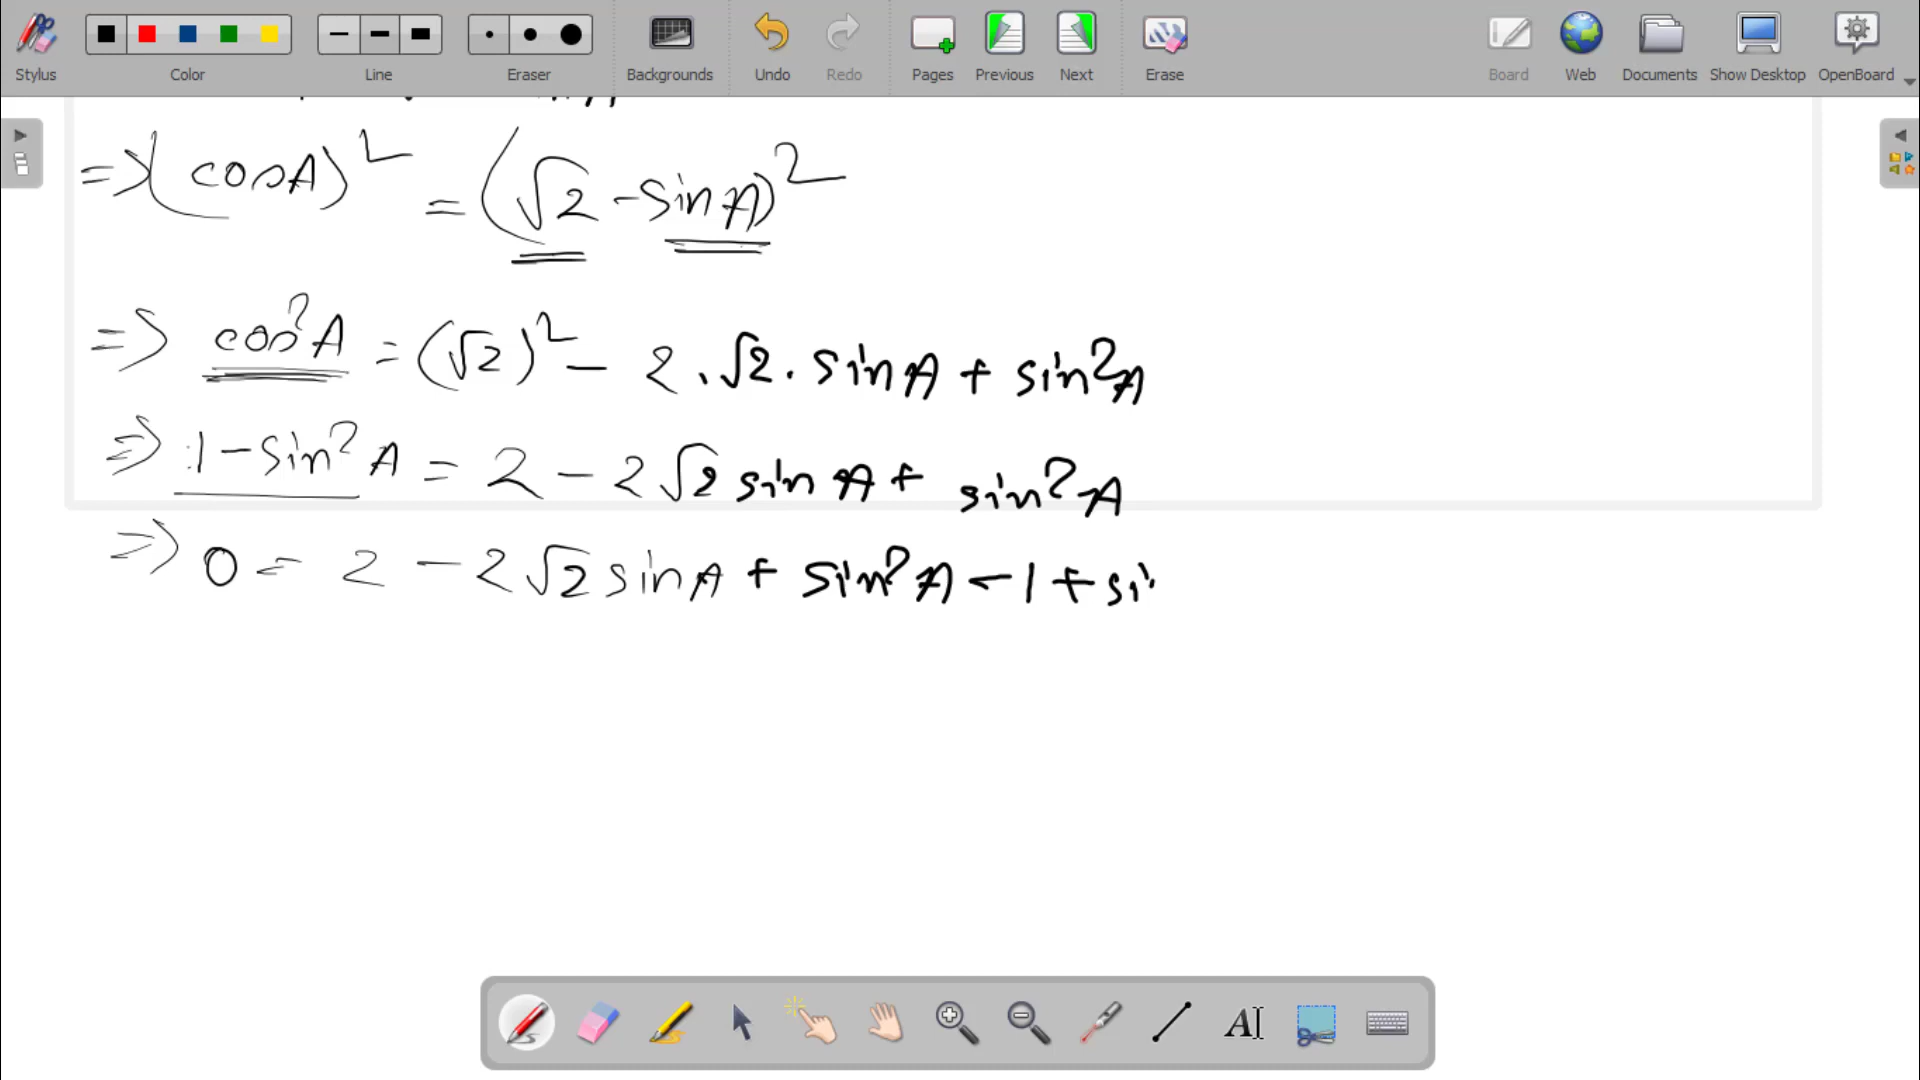 Stylus Color Line Eraser Backgrounds Undo Redo Pages Previous Next Erase Board Web Documents Show Desktop OpenBoard
=> (cosA)² = (√2 - sinA)²
=> cos²A = (√2)² - 2.√2. sinA + sin²A
=> 1 - sin²A = 2 - 2√2 sinA + sin²A
=> 0 = 2 - 2√2 sinA + sin²A - 1 + si